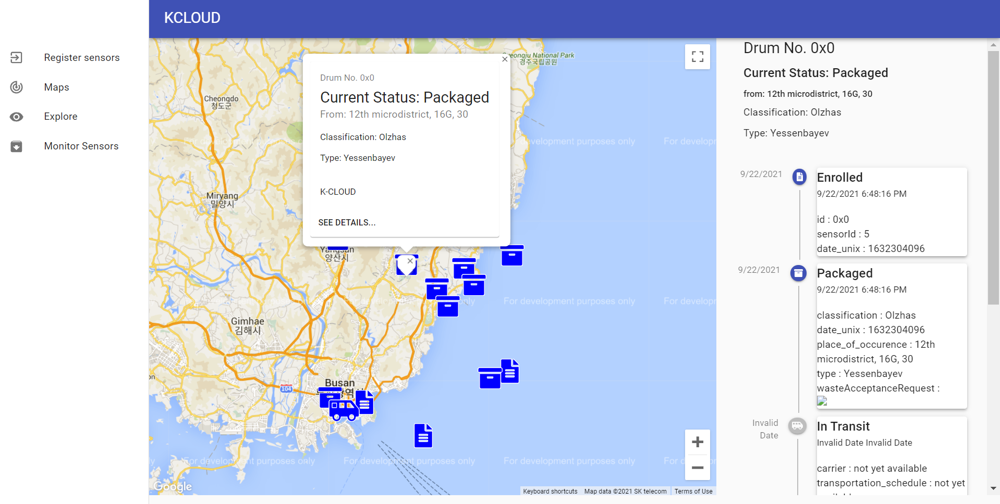 KCLOUD
Register sensors
Maps
Explore
Monitor Sensors
Gyeongju National Park
경주국립공원
Cheongdo
청도군
Miryang
밀양시
Yangsan
양산시
Gimhae
김해시
Busan
104
Drum No. 0x0
Current Status: Packaged
From: 12th microdistrict, 16G, 30
Classification: Olzhas
Type: Yessenbayev
K-CLOUD
SEE DETAILS...
For development purposes only
For development purposes only
For develop
For development purposes only
For development purposes only
For development purposes only
For develop
For development purposes only
For development purposes only
For development purposes only
Google
Keyboard shortcuts
Map data ©2021 SK telecom
Terms of Use
Drum No. 0x0
Current Status: Packaged
from: 12th microdistrict, 16G, 30
Classification: Olzhas
Type: Yessenbayev
9/22/2021
Enrolled
9/22/2021 6:48:16 PM
id : 0x0
sensorId : 5
date_unix : 1632304096
9/22/2021
Packaged
9/22/2021 6:48:16 PM
classification : Olzhas
date_unix : 1632304096
place_of_occurence : 12th
microdistrict, 16G, 30
type : Yessenbayev
wasteAcceptanceRequest :
Invalid
Date
In Transit
Invalid Date Invalid Date
carrier : not yet available
transportation_schedule : not yet